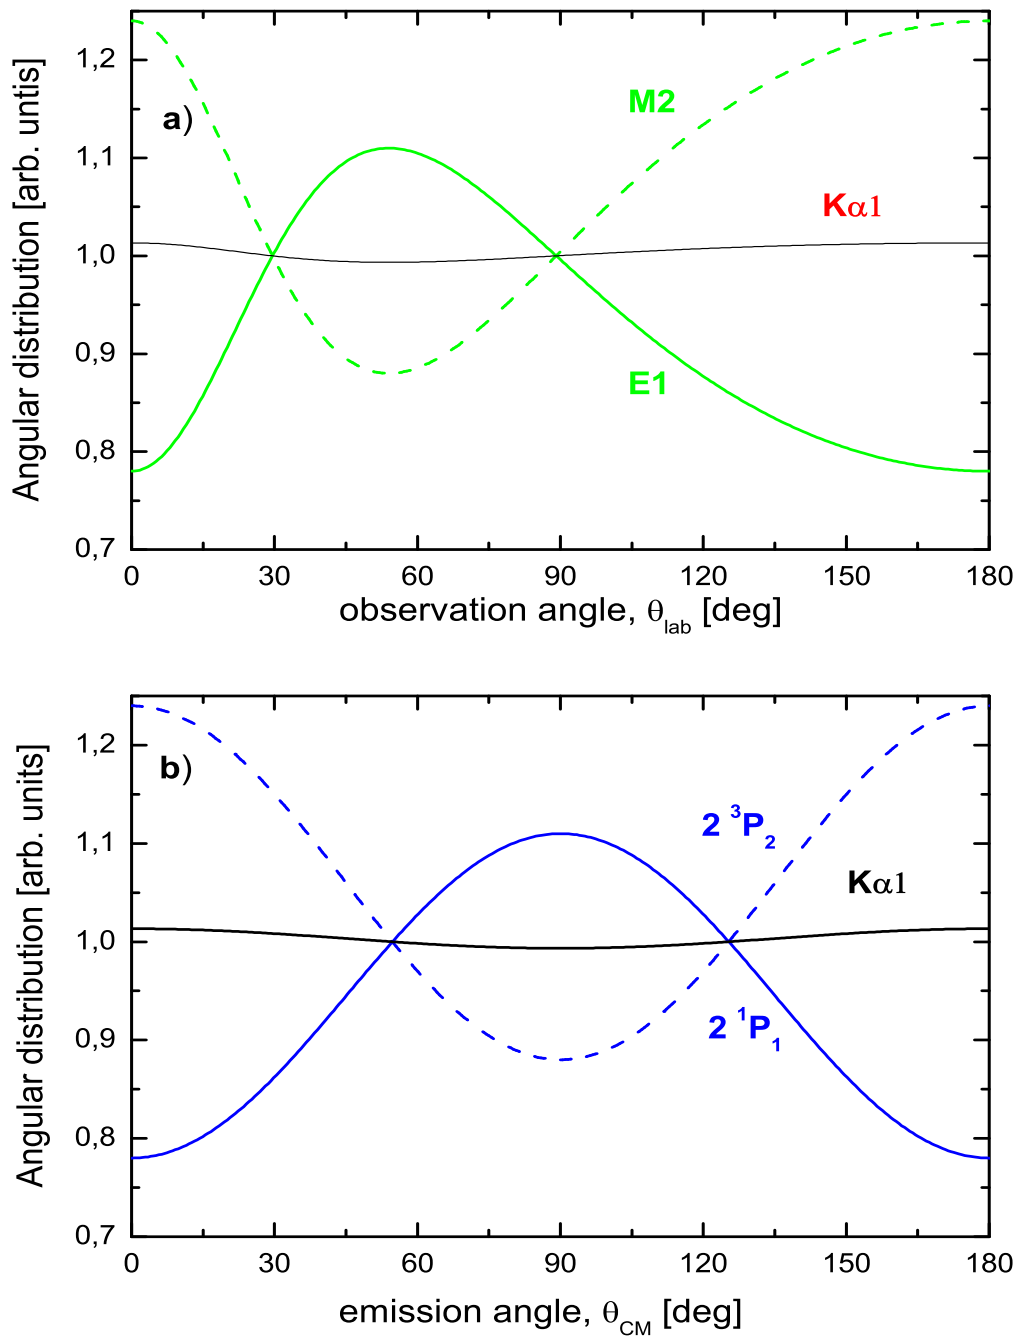 1,2
1,1
1,0
0,9
0,8
0,7
Angular distribution [arb. untis]
a)
M2
Kα1
E1
0 30 60 90 120 150 180
observation angle, θlab [deg]
1,2
1,1
1,0
0,9
0,8
0,7
Angular distribution [arb. units]
b)
2 ³P₂
Kα1
2 ¹P₁
0 30 60 90 120 150 180
emission angle, θCM [deg]